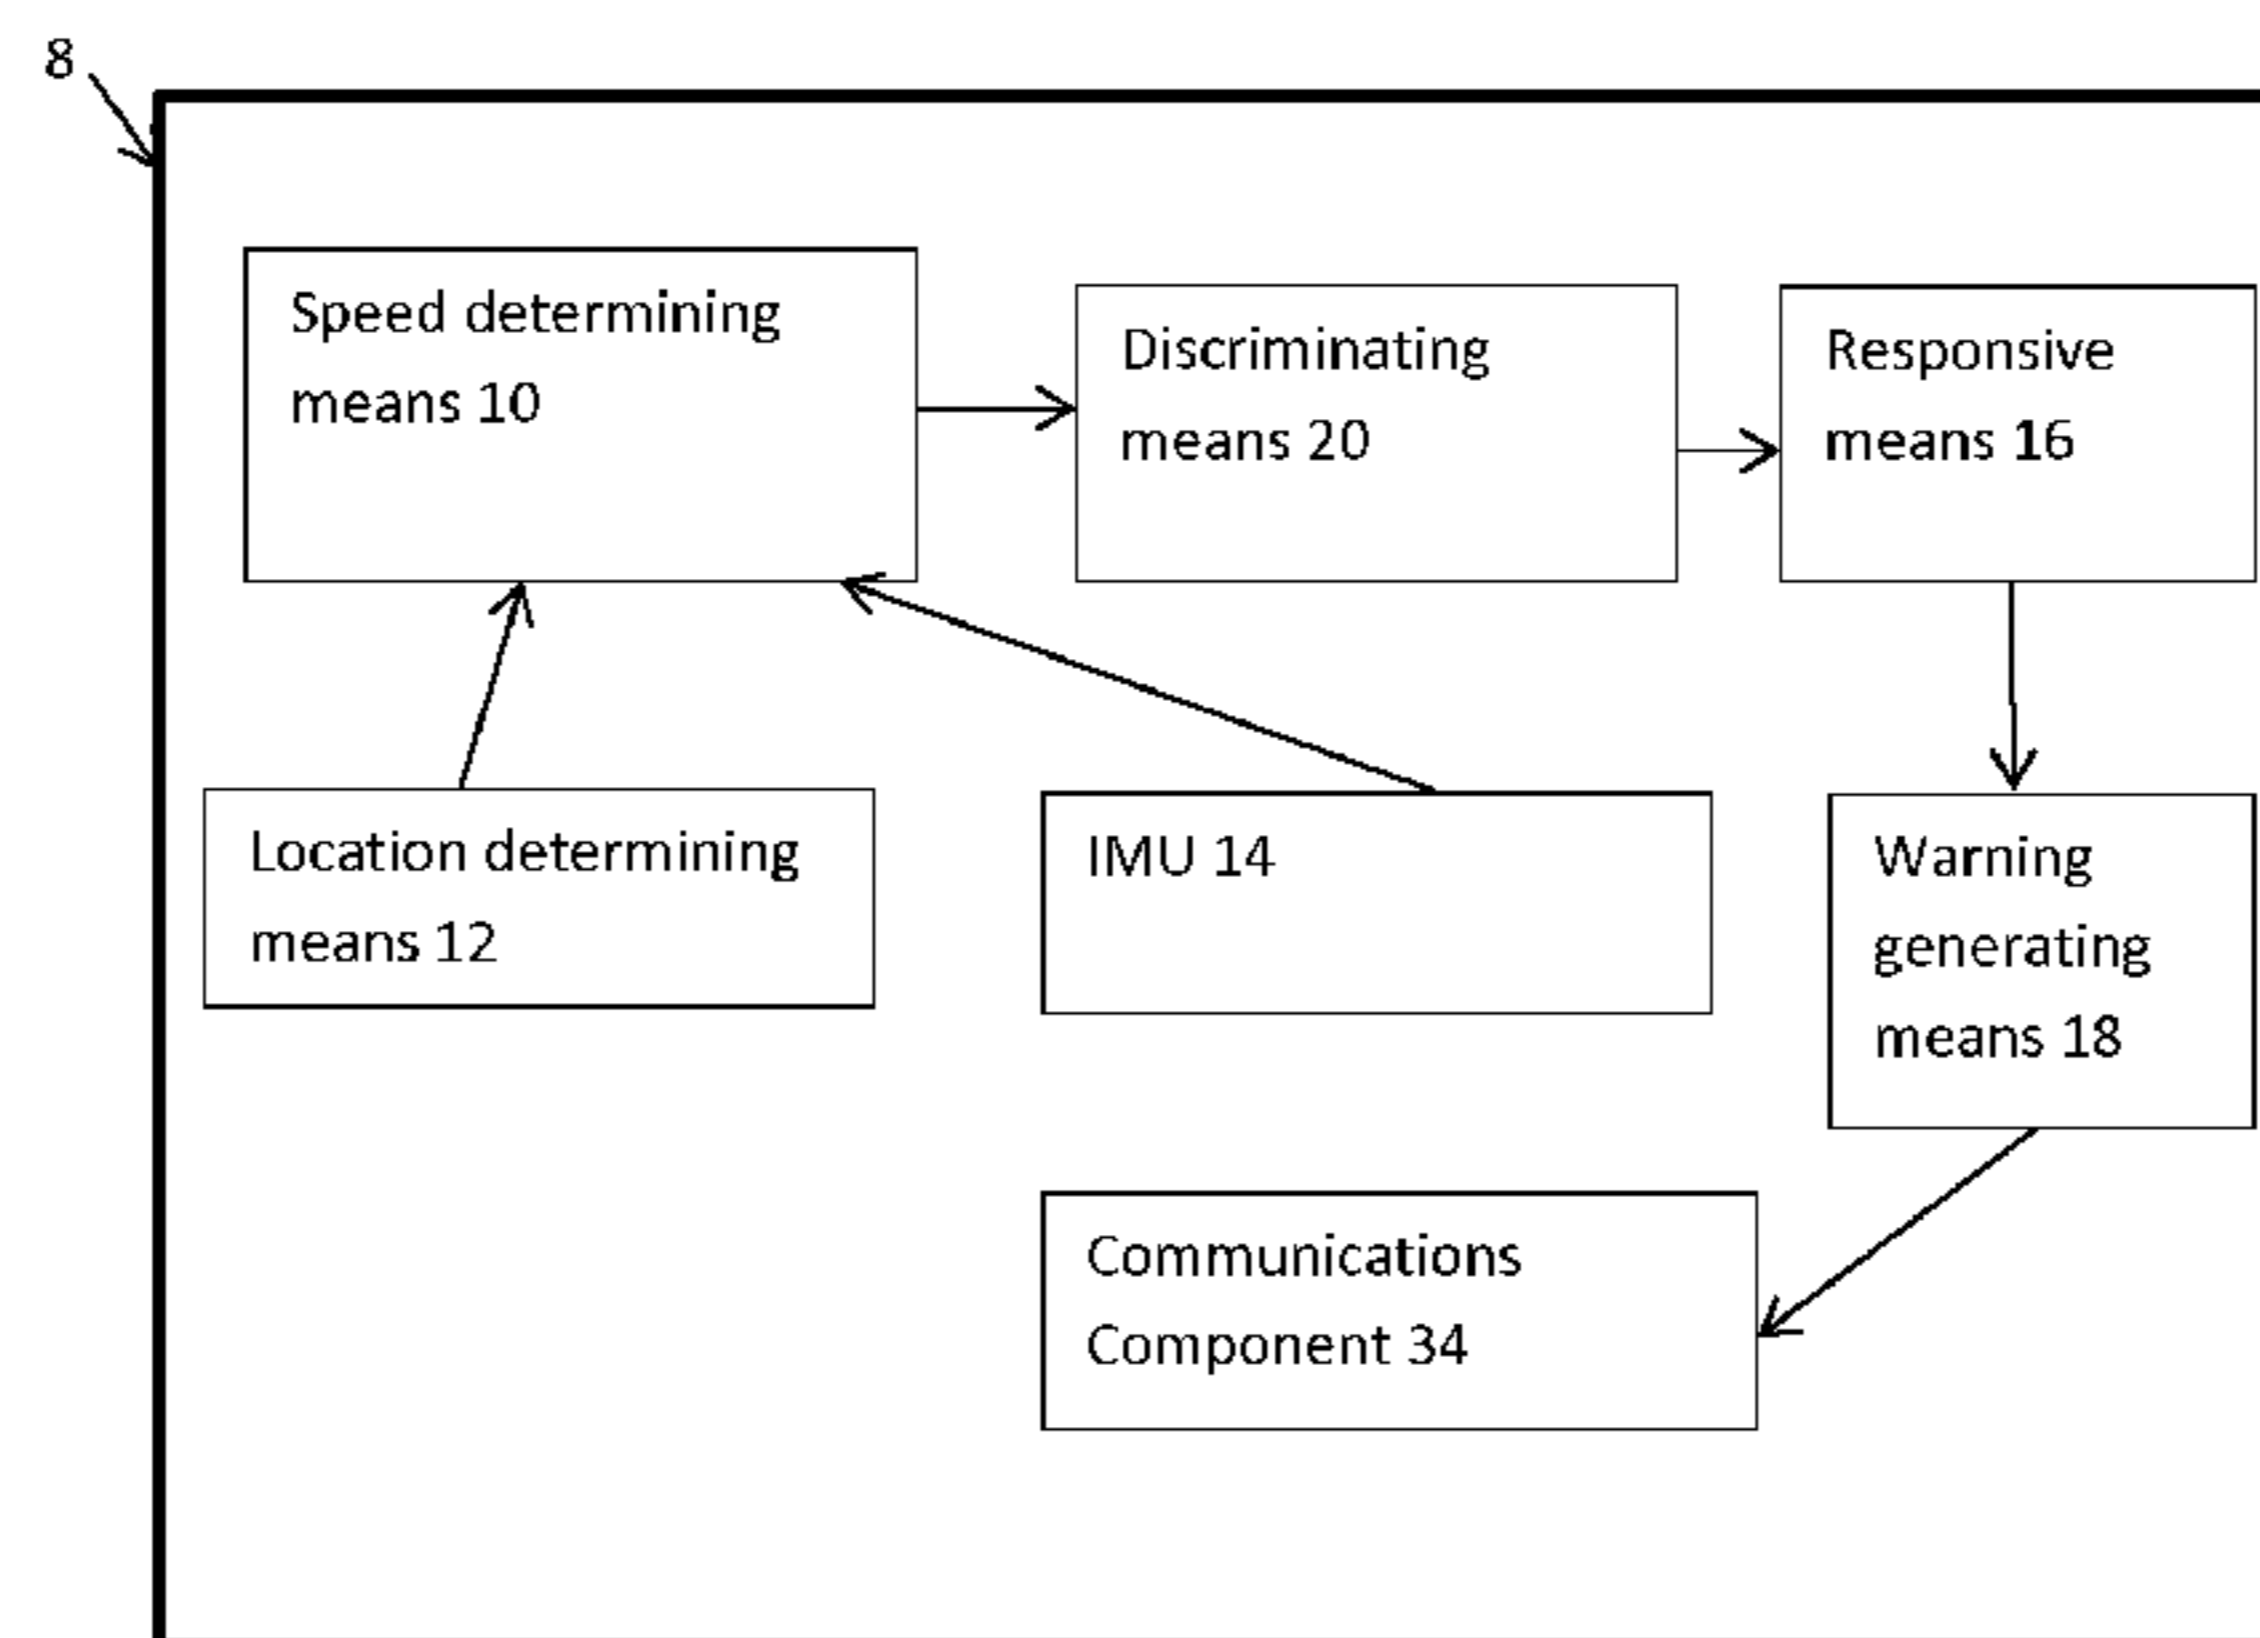 8
Speed determining
means 10
Discriminating
means 20
Responsive
means 16
Location determining
means 12
IMU 14
Warning
generating
means 18
Communications
Component 34